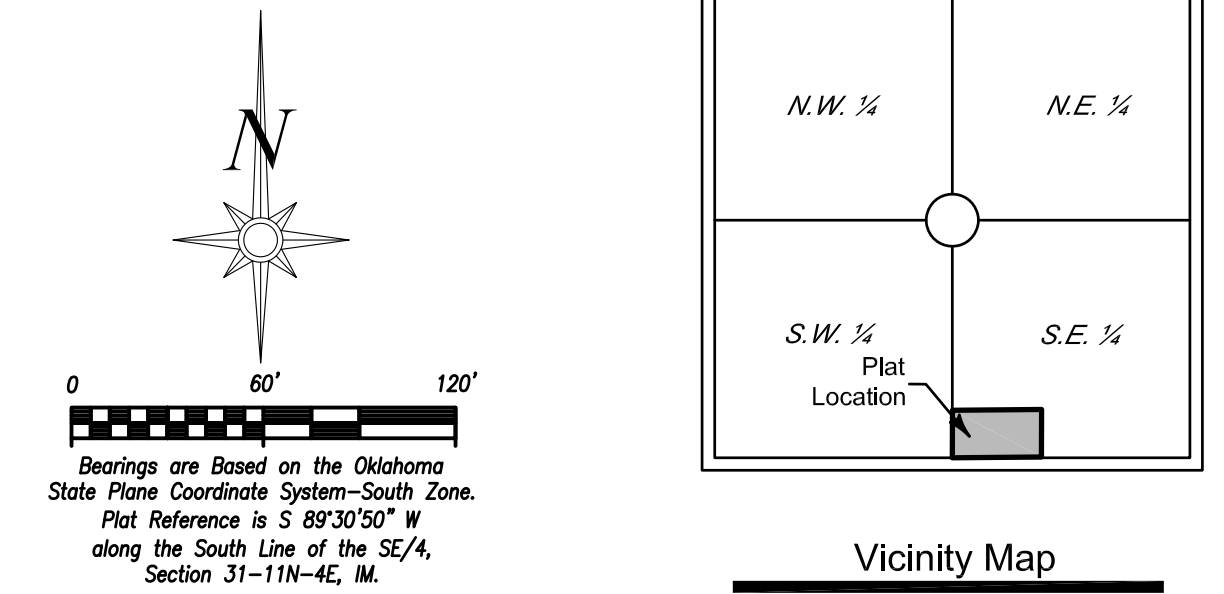 N
0 60' 120'
Bearings are Based on the Oklahoma
State Plane Coordinate System-South Zone.
Plat Reference is S 89°30'50" W
along the South Line of the SE/4,
Section 31-11N-4E, IM.
N.W. ¼
N.E. ¼
S.W. ¼
S.E. ¼
Plat
Location
Vicinity Map